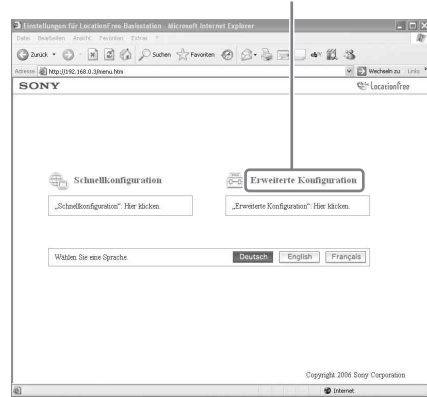 Einstellungen für LocationFree-Basisstation - Microsoft Internet Explorer
Datei Bearbeiten Ansicht Favoriten Extras ?
Zurück Suchen Favoriten
Adresse http://192.168.0.3/menu.htm Wechseln zu Links
SONY LocationFree
Schnellkonfiguration Erweiterte Konfiguration
„Schnellkonfiguration“: Hier klicken. „Erweiterte Konfiguration“: Hier klicken.
Wählen Sie eine Sprache. Deutsch English Français
Copyright 2006 Sony Corporation
Internet